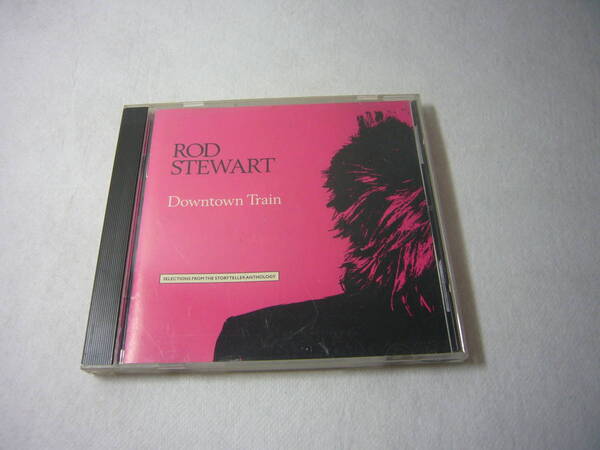 ROD
STEWART
Downtown Train
SELECTIONS FROM THE STORYTELLER ANTHOLOGY